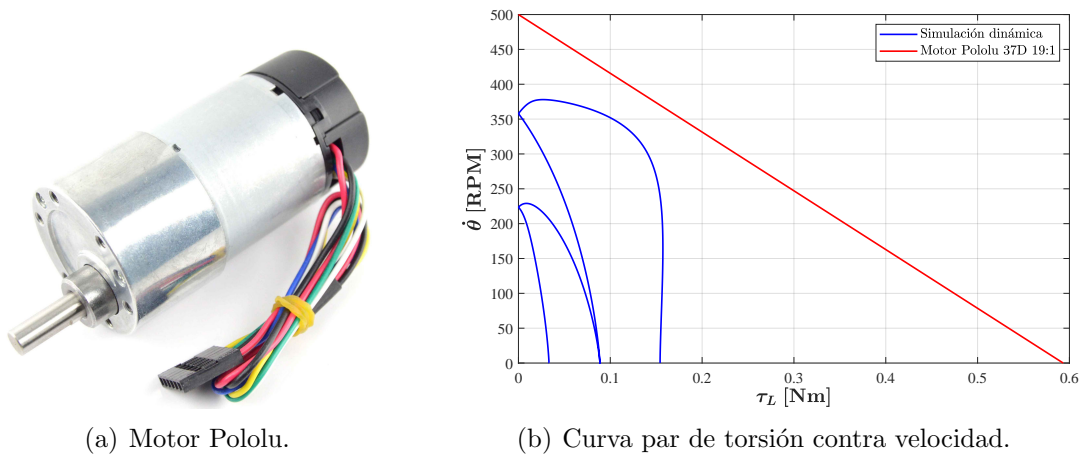 500
450
400
350
300
250
200
150
100
50
0
θ̇ [RPM]
Simulación dinámica
Motor Pololu 37D 19:1
0 0.1 0.2 0.3 0.4 0.5 0.6
τL [Nm]
(a) Motor Pololu.
(b) Curva par de torsión contra velocidad.